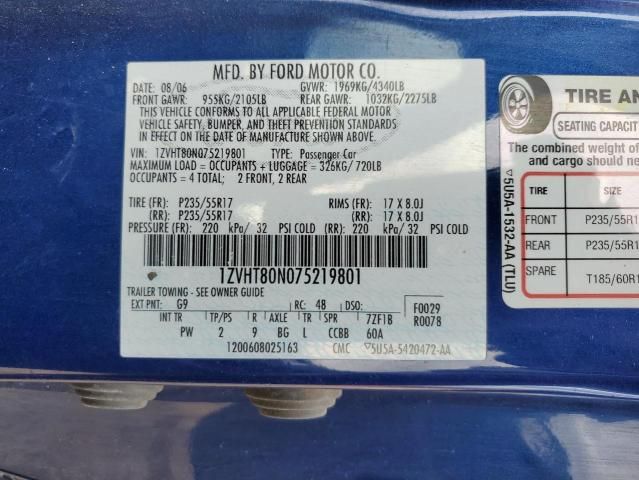 MFD. BY FORD MOTOR CO.
DATE: 08/06 GVWR: 1969KG/4340LB
FRONT GAWR: 955KG/2105LB REAR GAWR: 1032KG/2275LB
THIS VEHICLE CONFORMS TO ALL APPLICABLE FEDERAL MOTOR
VEHICLE SAFETY, BUMPER, AND THEFT PREVENTION STANDARDS
IN EFFECT ON THE DATE OF MANUFACTURE SHOWN ABOVE.
VIN: 1ZVHT80N075219801 TYPE: Passenger Car
MAXIMUM LOAD = OCCUPANTS + LUGGAGE = 326KG/720LB
OCCUPANTS = 4 TOTAL; 2 FRONT, 2 REAR
TIRE (FR): P235/55R17 RIMS (FR): 17 X 8.0J
(RR): P235/55R17 (RR): 17 X 8.0J
PRESSURE (FR): 220 kPa/ 32 PSI COLD (RR): 220 kPa/32 PSI COLD
1ZVHT80N075219801
TRAILER TOWING - SEE OWNER GUIDE
EXT PNT: G9 RC: 48 DSO: F0029
INT TR TP/PS R AXLE TR SPR 7ZF1B R0078
PW 2 9 BG L CCBB 60A
1200608025163 CMC ▽5U5A-5420472-AA
TIRE AN
SEATING CAPACIT
The combined weight of
and cargo should ne
▽5U5A-1532-AA (TLU)
TIRE SIZE
FRONT P235/55R1
REAR P235/55R1
SPARE T185/60R1